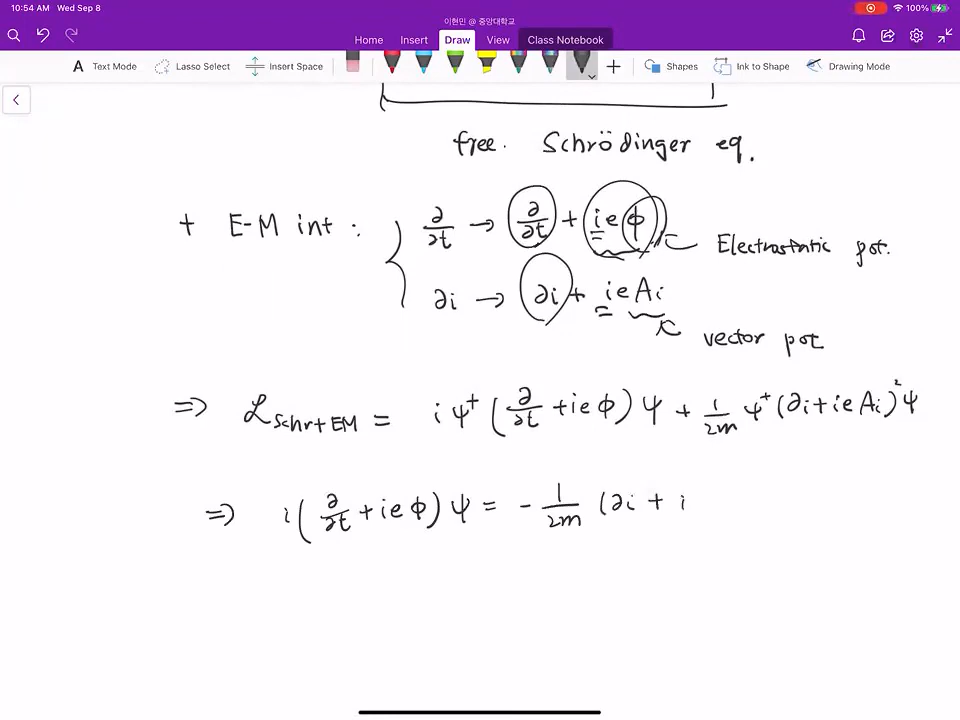 10:54 AM Wed Sep 8 100%
이현민 @ 중앙대학교
Home Insert Draw View Class Notebook
A Text Mode Lasso Select Insert Space Shapes Ink to Shape Drawing Mode
free. Schrödinger eq.
+ E-M int : ∂/∂t → ∂/∂t + ieφ Electrostatic pot.
∂i → ∂i + ieAi vector pot
⇒ ℒSchr+EM = iψ†(∂/∂t + ieφ)ψ + 1/2m ψ†(∂i + ieAi)²ψ
⇒ i(∂/∂t + ieφ)ψ = - 1/2m (∂i + i